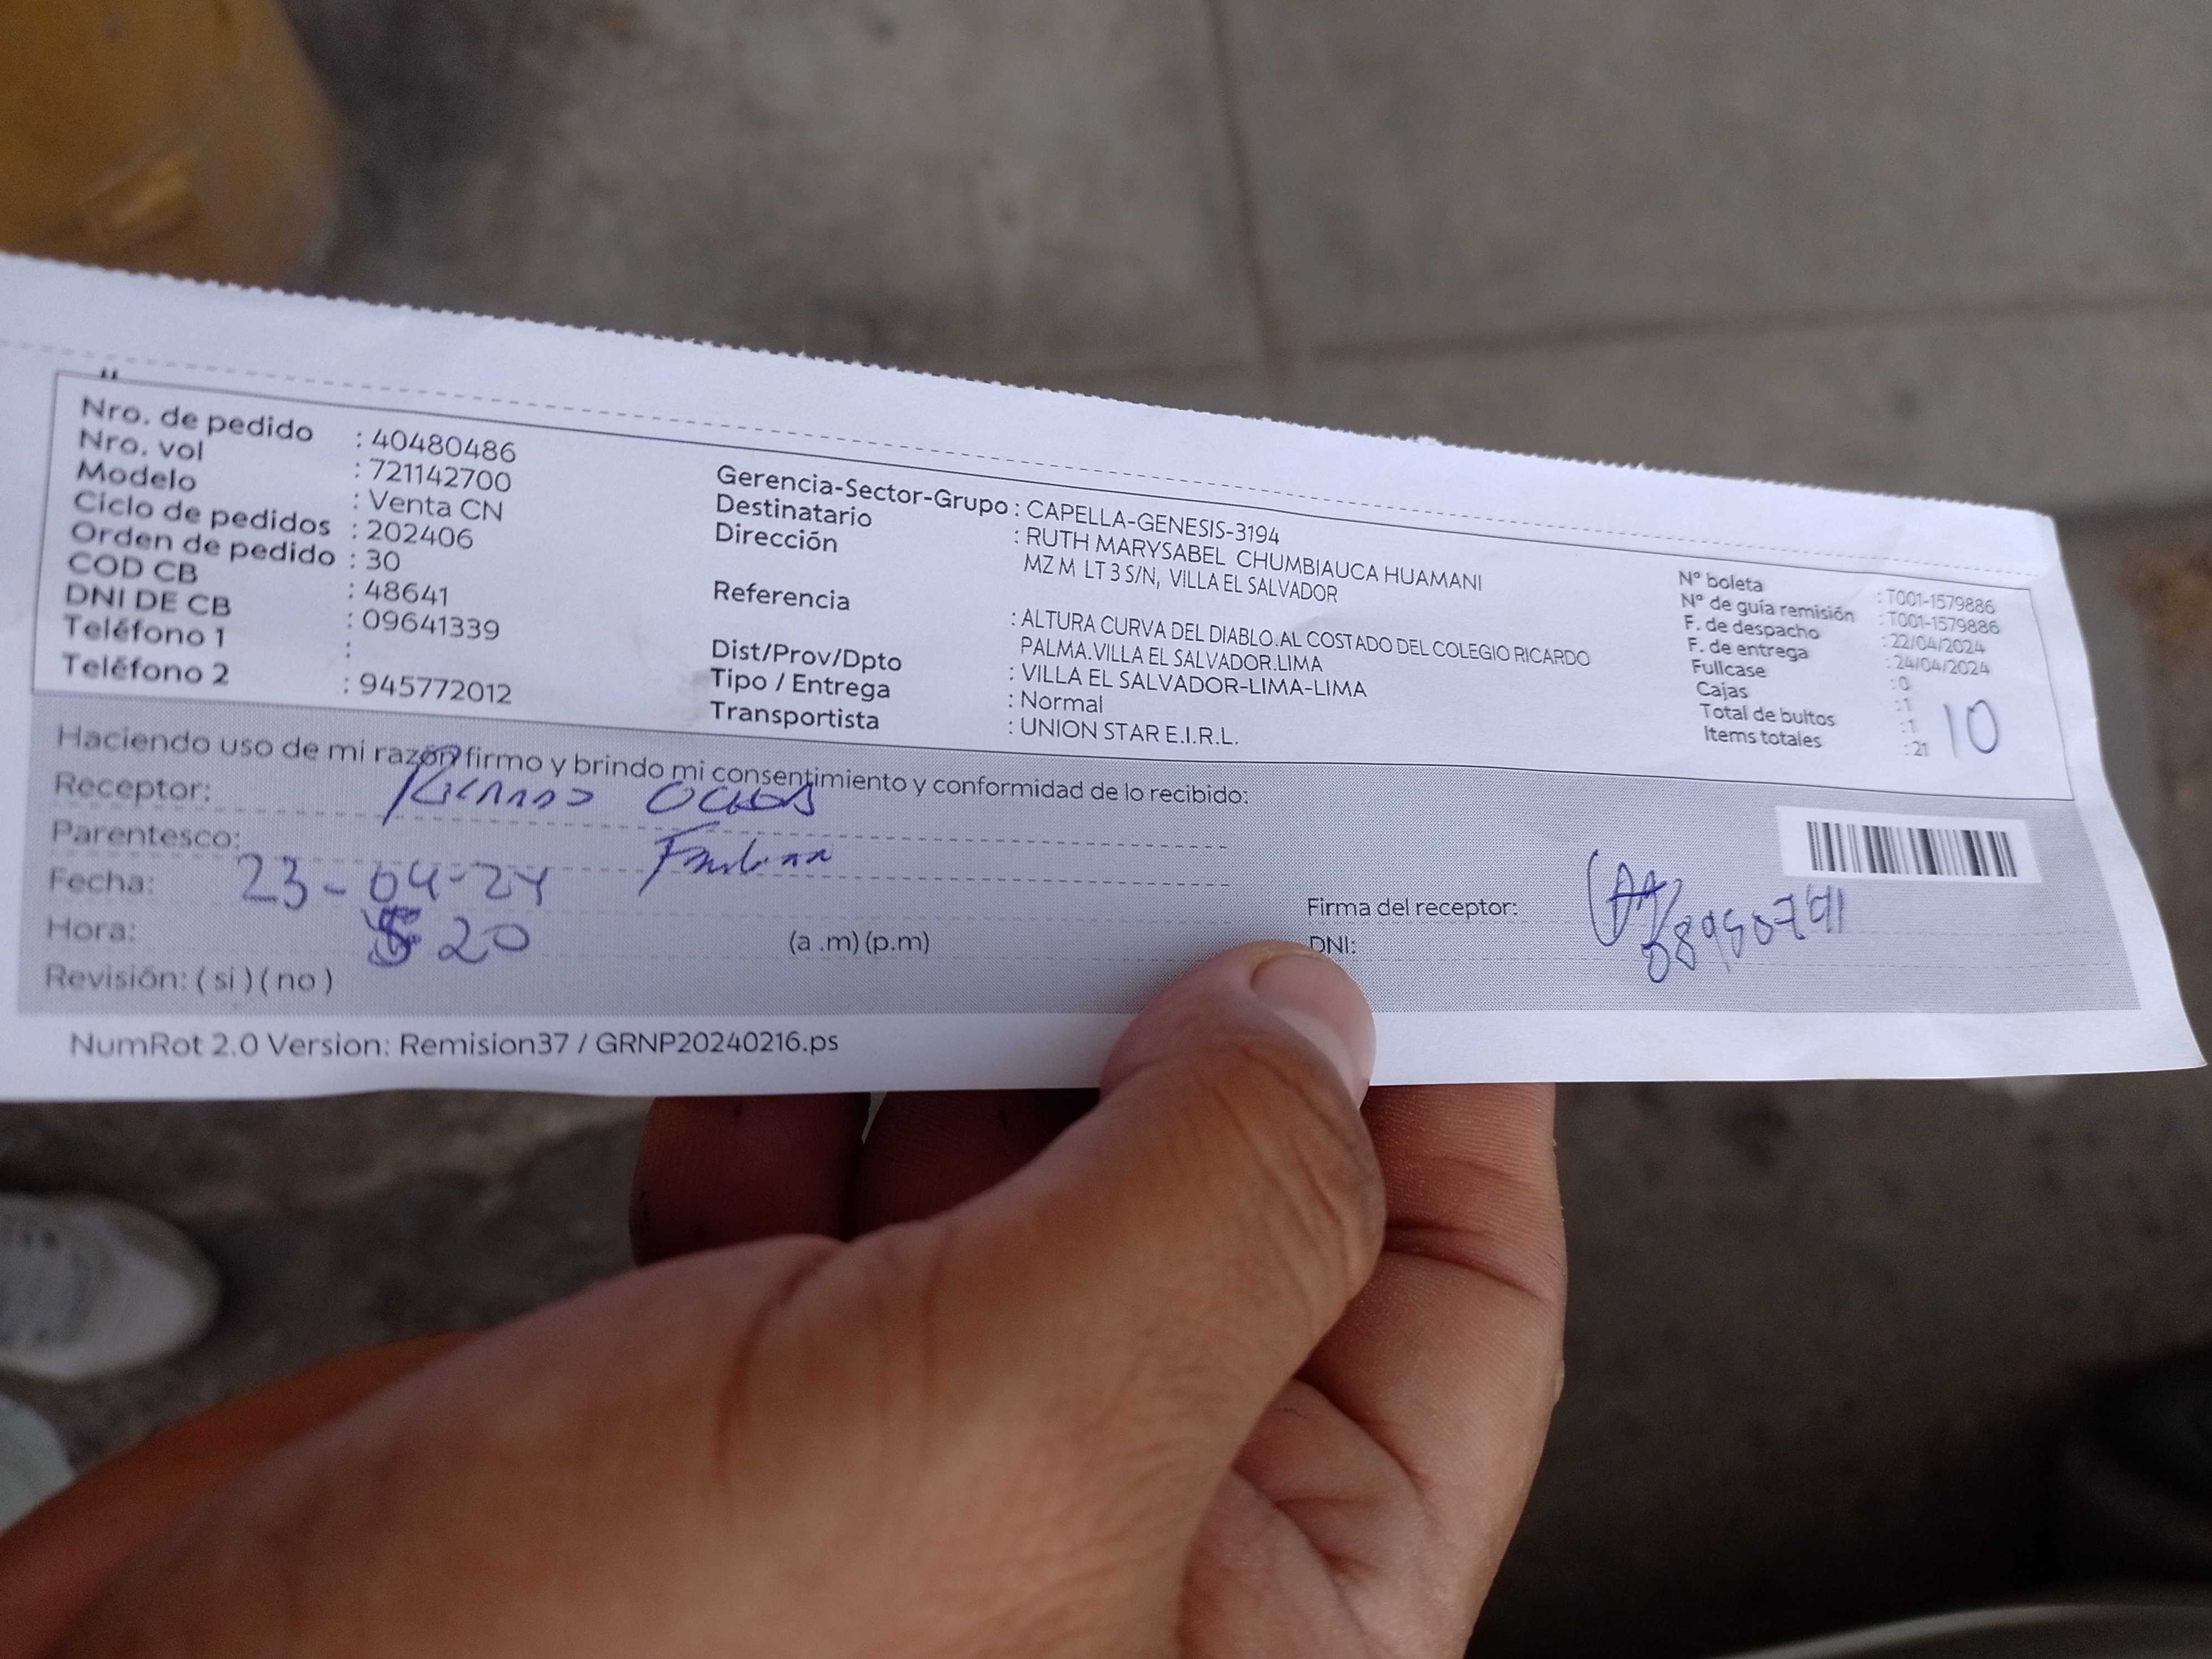 Nro. de pedido : 40480486
Nro. vol : 721142700
Modelo : Venta CN
Ciclo de pedidos : 202406
Orden de pedido : 30
COD CB : 48641
DNI DE CB : 09641339
Teléfono 1 :
Teléfono 2 : 945772012
Gerencia-Sector-Grupo : CAPELLA-GENESIS-3194
Destinatario : RUTH MARYSABEL CHUMBIAUCA HUAMANI
Dirección MZ M LT 3 S/N, VILLA EL SALVADOR
Referencia : ALTURA CURVA DEL DIABLO.AL COSTADO DEL COLEGIO RICARDO
PALMA.VILLA EL SALVADOR.LIMA
Dist/Prov/Dpto : VILLA EL SALVADOR-LIMA-LIMA
Tipo / Entrega : Normal
Transportista : UNION STAR E.I.R.L.
N° boleta : T001-1579886
N° de guía remisión : T001-1579886
F. de despacho : 22/04/2024
F. de entrega : 24/04/2024
Fullcase : 0
Cajas : 1
Total de bultos : 1
Items totales : 21
10
Haciendo uso de mi razón firmo y brindo mi consentimiento y conformidad de lo recibido:
Receptor: Ricardo Ochoa
Parentesco:
Fecha: 23-04-24
Hora: 5 20 (a .m) (p.m)
Revisión: ( si ) ( no )
Firma del receptor:
DNI: 08950791
NumRot 2.0 Version: Remision37 / GRNP20240216.ps